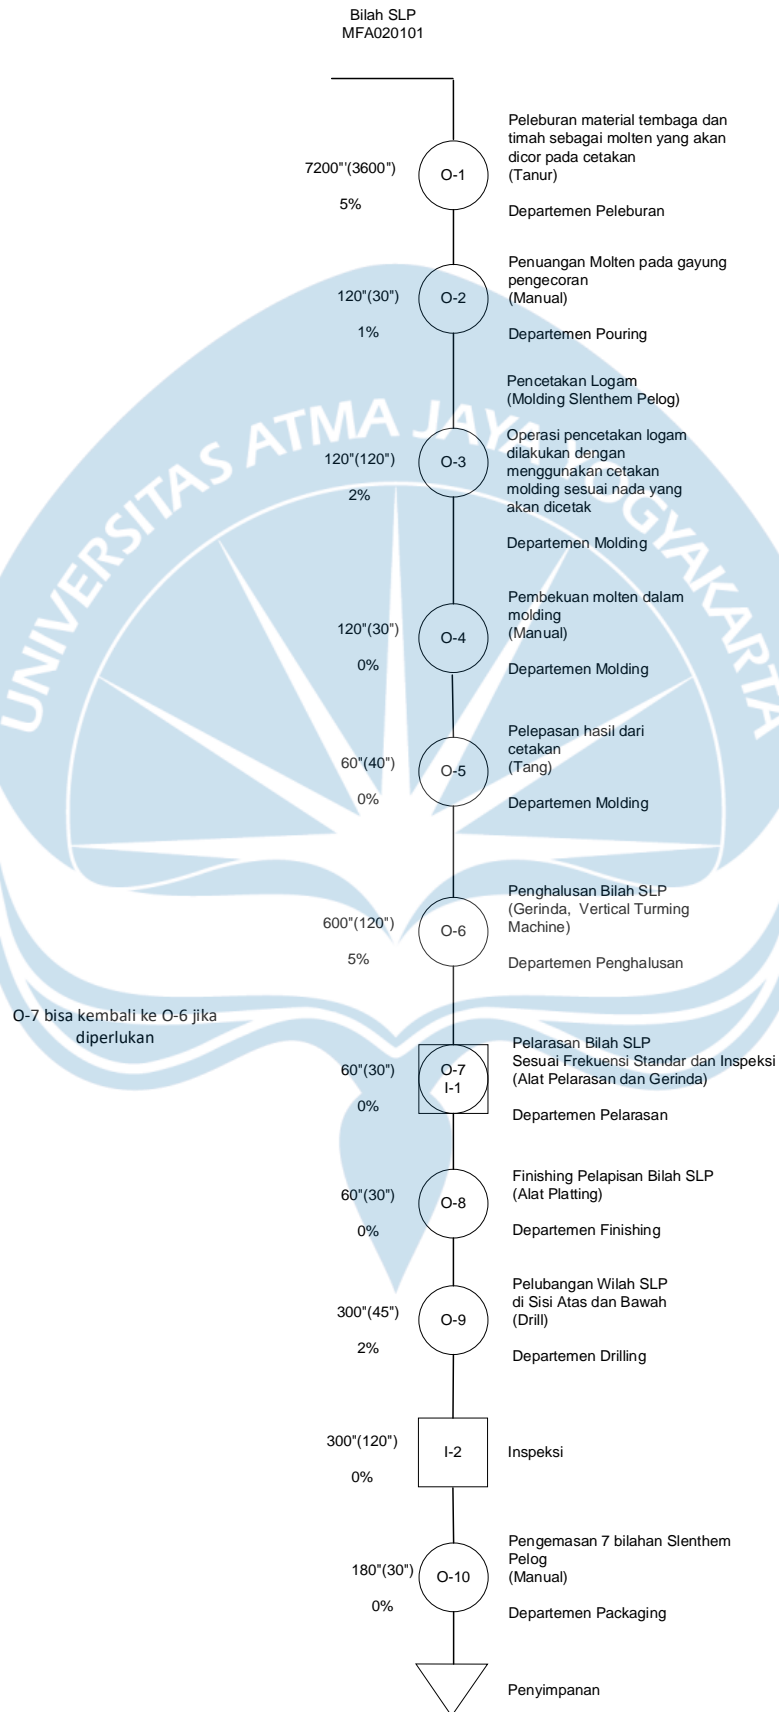 Bilah SLP
MFA020101
Peleburan material tembaga dan
timah sebagai molten yang akan
dicor pada cetakan
(Tanur)
Departemen Peleburan
7200"'(3600")
5%
O-1
Penuangan Molten pada gayung
pengecoran
(Manual)
Departemen Pouring
120"(30")
1%
O-2
Pencetakan Logam
(Molding Slenthem Pelog)
Operasi pencetakan logam
dilakukan dengan
menggunakan cetakan
molding sesuai nada yang
akan dicetak
Departemen Molding
120"(120")
2%
O-3
Pembekuan molten dalam
molding
(Manual)
Departemen Molding
120"(30")
0%
O-4
Pelepasan hasil dari
cetakan
(Tang)
Departemen Molding
60"(40")
0%
O-5
Penghalusan Bilah SLP
(Gerinda, Vertical Turming
Machine)
Departemen Penghalusan
600"(120")
5%
O-6
O-7 bisa kembali ke O-6 jika
diperlukan
Pelarasan Bilah SLP
Sesuai Frekuensi Standar dan Inspeksi
(Alat Pelarasan dan Gerinda)
Departemen Pelarasan
60"(30")
0%
O-7
I-1
Finishing Pelapisan Bilah SLP
(Alat Platting)
Departemen Finishing
60"(30")
0%
O-8
Pelubangan Wilah SLP
di Sisi Atas dan Bawah
(Drill)
Departemen Drilling
300"(45")
2%
O-9
300"(120")
0%
I-2
Inspeksi
Pengemasan 7 bilahan Slenthem
Pelog
(Manual)
Departemen Packaging
180"(30")
0%
O-10
Penyimpanan
UNIVERSITAS ATMA JAYA YOGYAKARTA